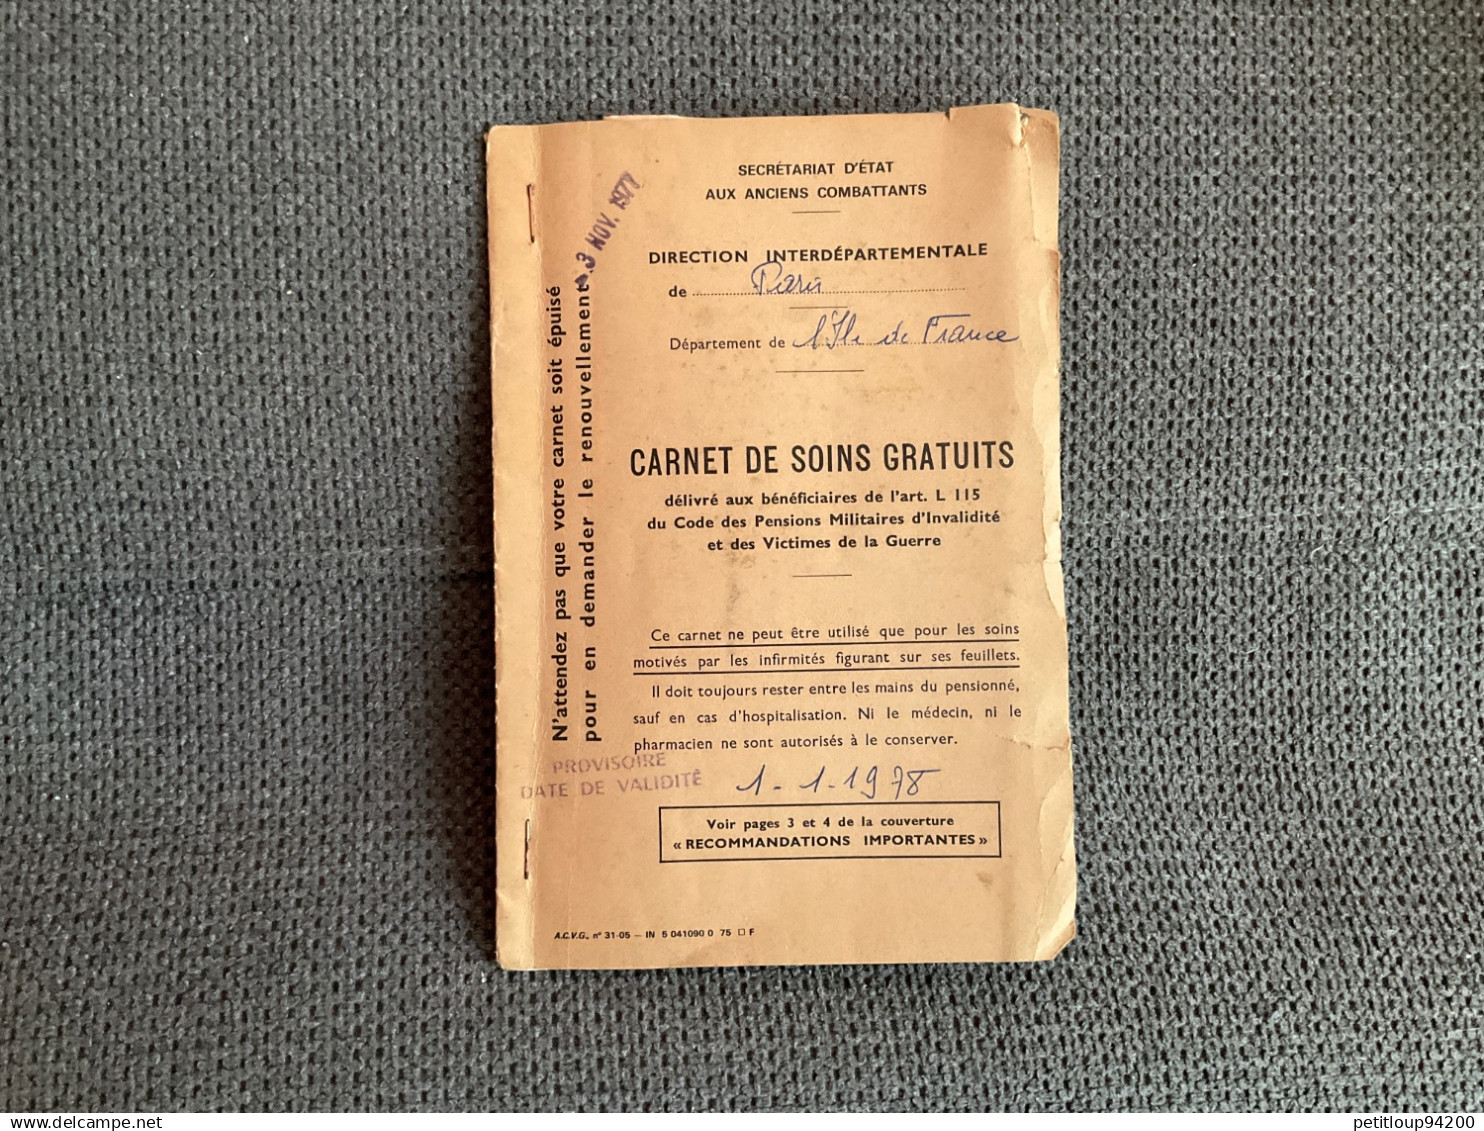 SECRÉTARIAT D'ÉTAT
AUX ANCIENS COMBATTANTS
DIRECTION INTERDÉPARTEMENTALE
de Paris
Département de l'Ile de France
CARNET DE SOINS GRATUITS
délivré aux bénéficiaires de l'art. L 115
du Code des Pensions Militaires d'Invalidité
et des Victimes de la Guerre
Ce carnet ne peut être utilisé que pour les soins
motivés par les infirmités figurant sur ses feuillets.
Il doit toujours rester entre les mains du pensionné,
sauf en cas d'hospitalisation. Ni le médecin, ni le
pharmacien ne sont autorisés à le conserver.
PROVISOIRE
DATE DE VALIDITÉ 1-1-1978
Voir pages 3 et 4 de la couverture
« RECOMMANDATIONS IMPORTANTES »
A.C.V.G., n° 31-05 — IN 5 041090 0 75 □ F
N'attendez pas que votre carnet soit épuisé
pour en demander le renouvellement
3 NOV. 1977
delcampe.net
petitloup94200